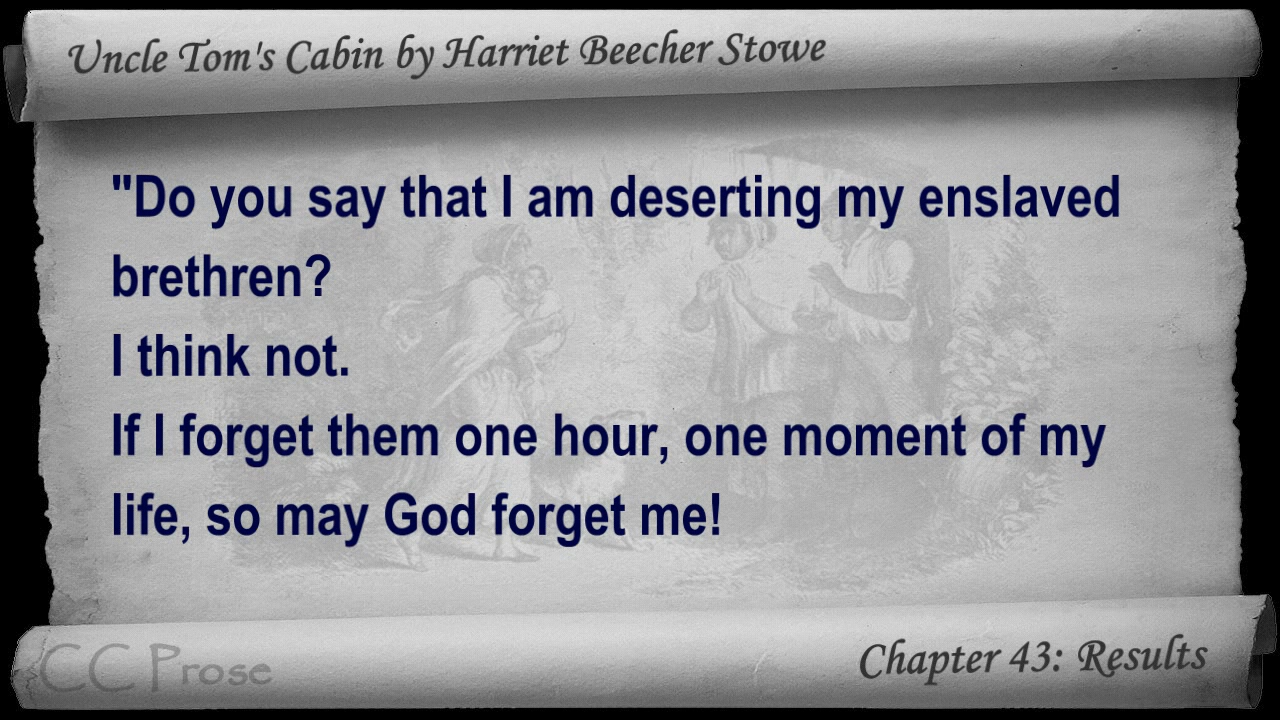 Uncle Tom's Cabin by Harriet Beecher Stowe
"Do you say that I am deserting my enslaved
brethren?
I think not.
If I forget them one hour, one moment of my
life, so may God forget me!
CC Prose
Chapter 43: Results